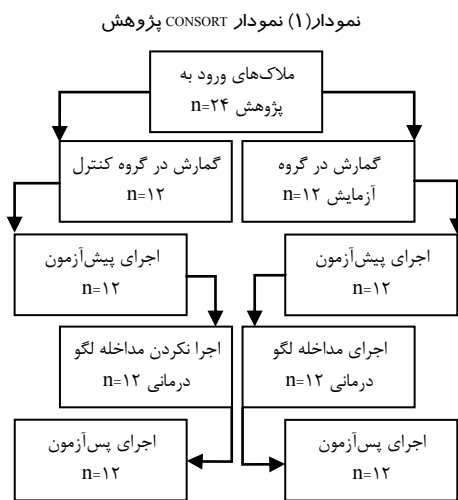 نمودار(۱) نمودار CONSORT پژوهش
ملاک‌های ورود به
پژوهش n=۲۴
گمارش در گروه
آزمایش n=۱۲
گمارش در گروه کنترل
n=۱۲
اجرای پیش‌آزمون
n=۱۲
اجرای پیش‌آزمون
n=۱۲
اجرای مداخله لگو
درمانی n=۱۲
اجرا نکردن مداخله لگو
درمانی n=۱۲
اجرای پس‌آزمون
n=۱۲
اجرای پس‌آزمون
n=۱۲